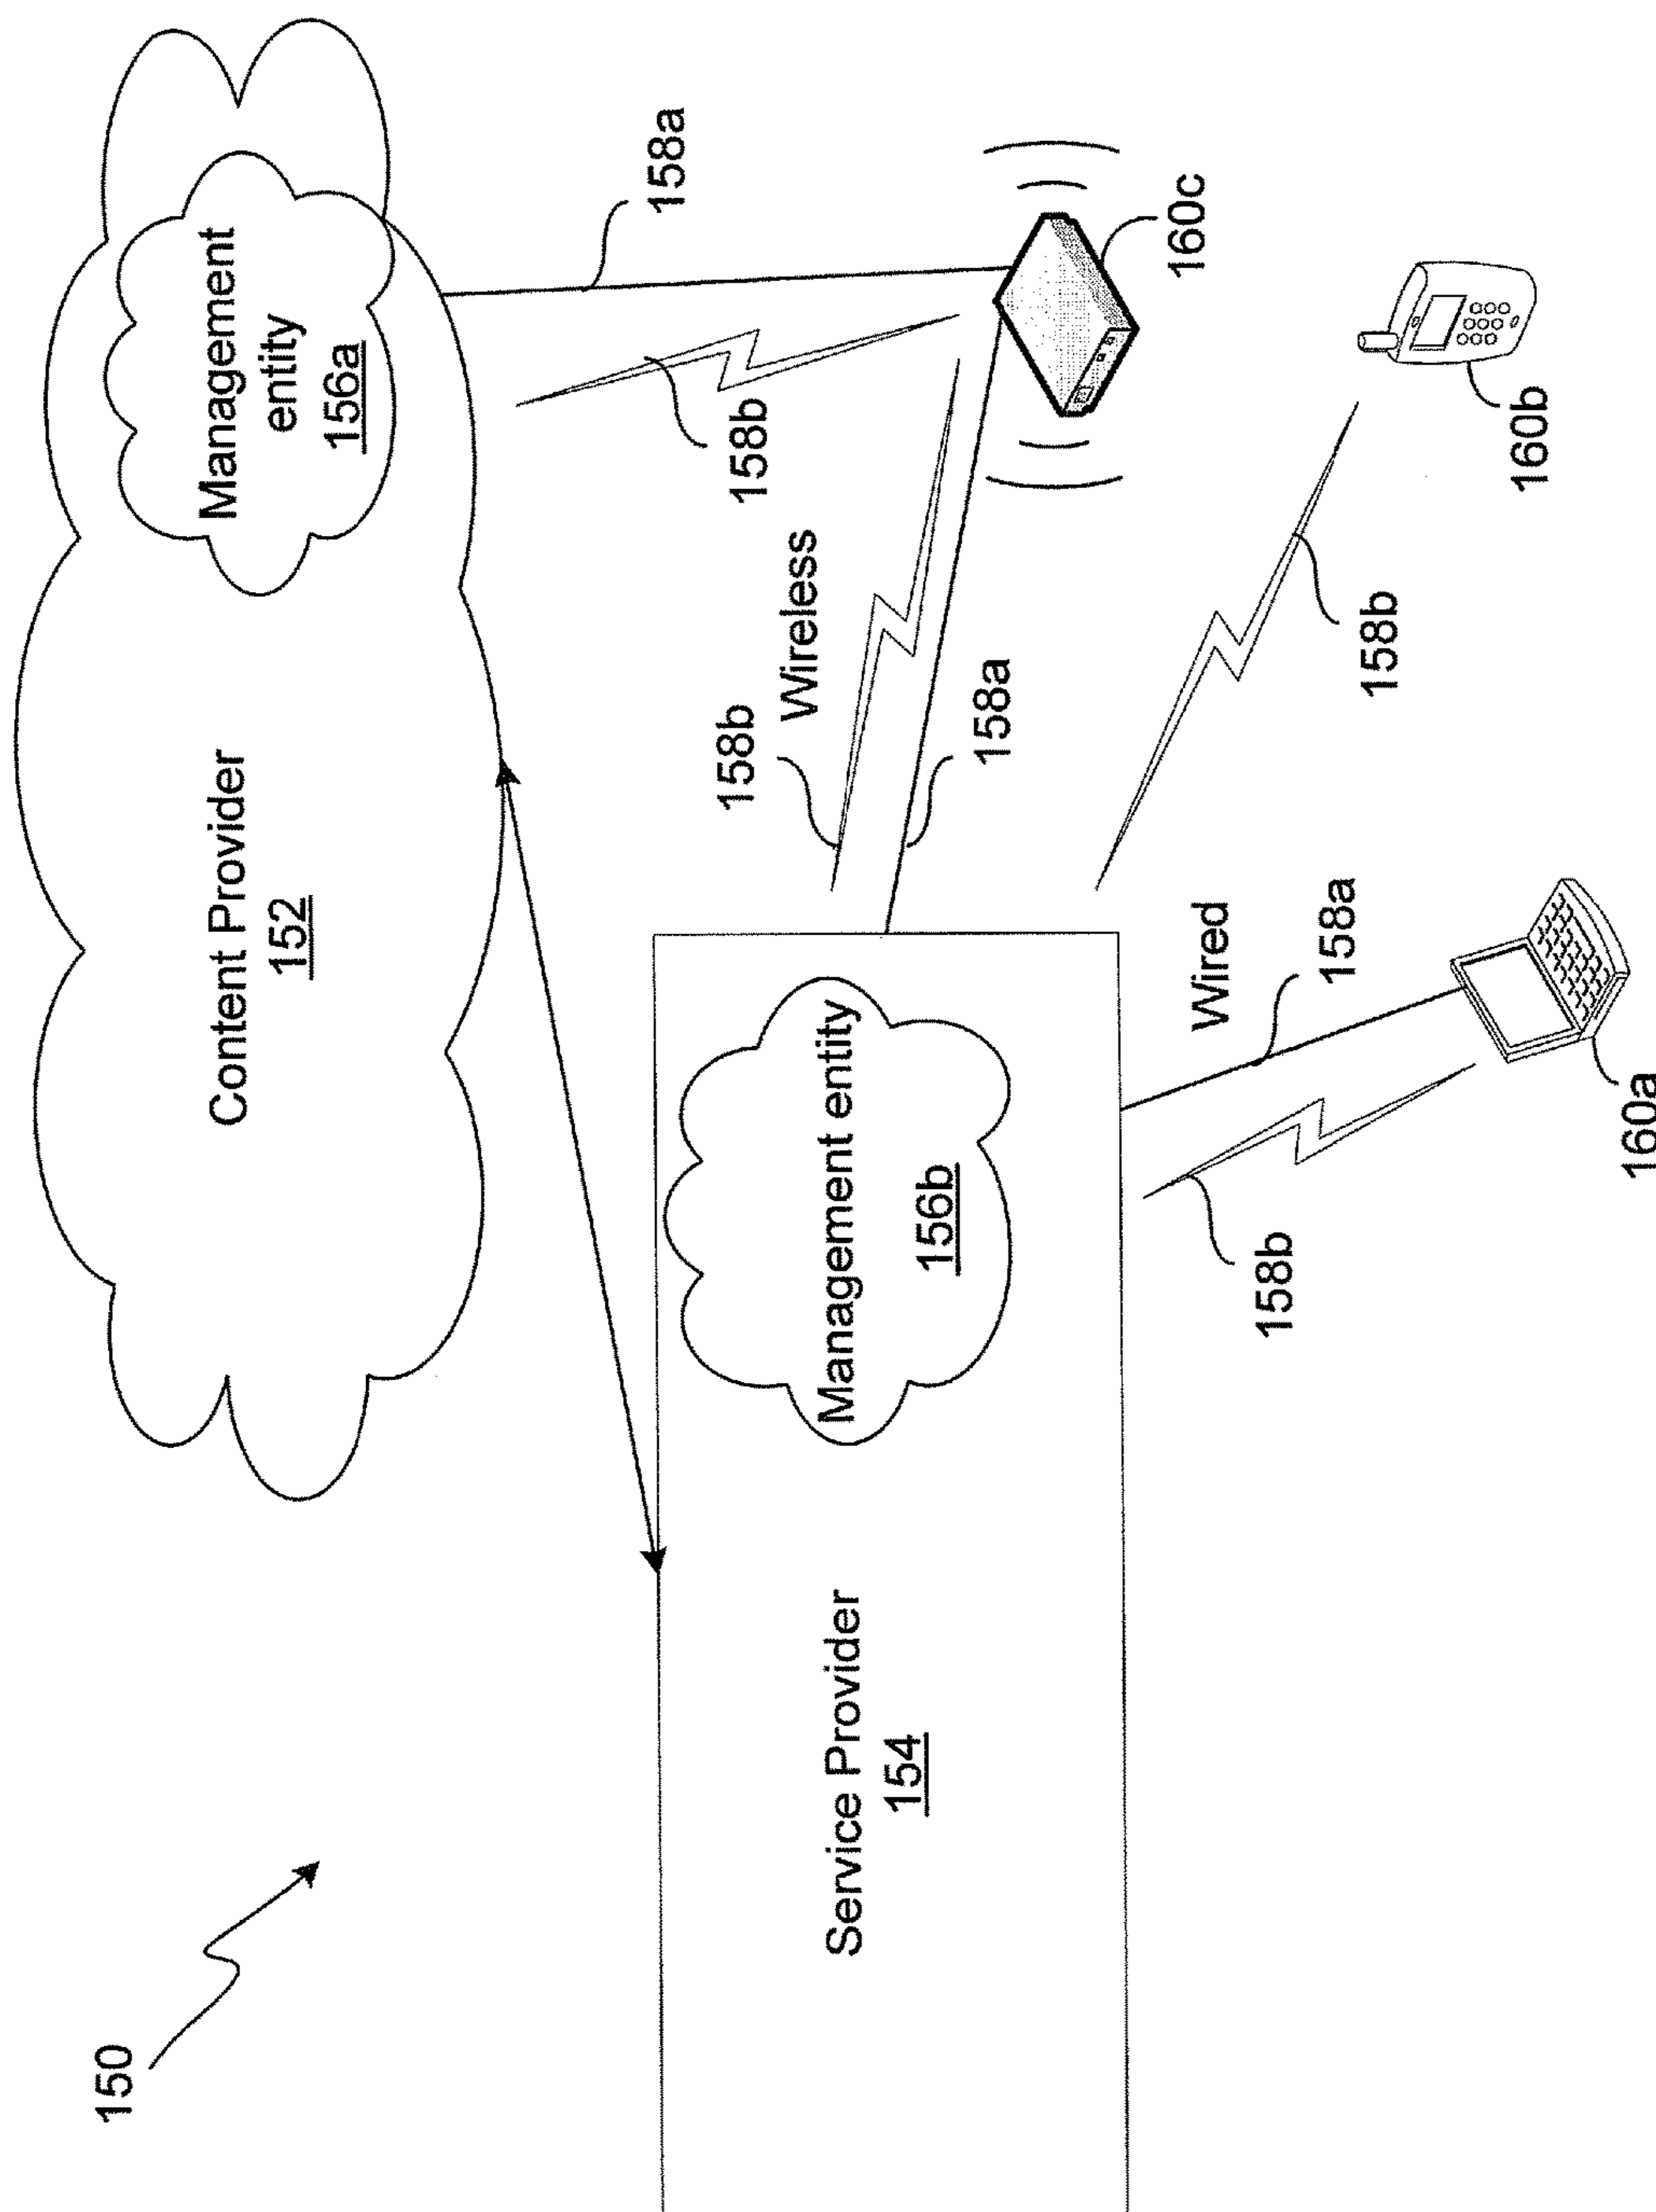 150
Content Provider
152
Management
entity
156a
158a
158b
Wireless
158b
158a
160c
Service Provider
154
Management entity
156b
Wired
158a
158b
158b
160a
160b